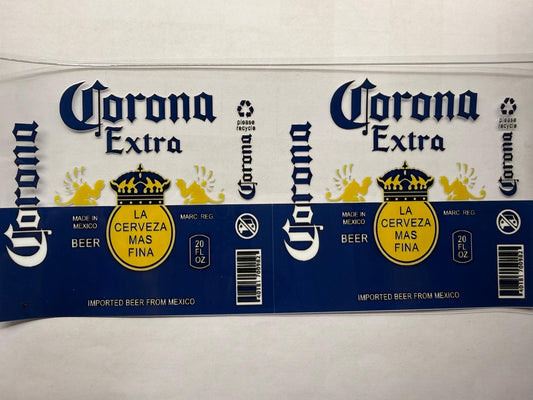 Corona
Extra
Corona
please
recycle
Corona
MADE IN
MEXICO
BEER
LA
CERVEZA
MAS
FINA
MARC. REG.
20
FL
OZ
IMPORTED BEER FROM MEXICO
Corona
Extra
Corona
please
recycle
Corona
MADE IN
MEXICO
BEER
LA
CERVEZA
MAS
FINA
MARC. REG.
20
FL
OZ
IMPORTED BEER FROM MEXICO